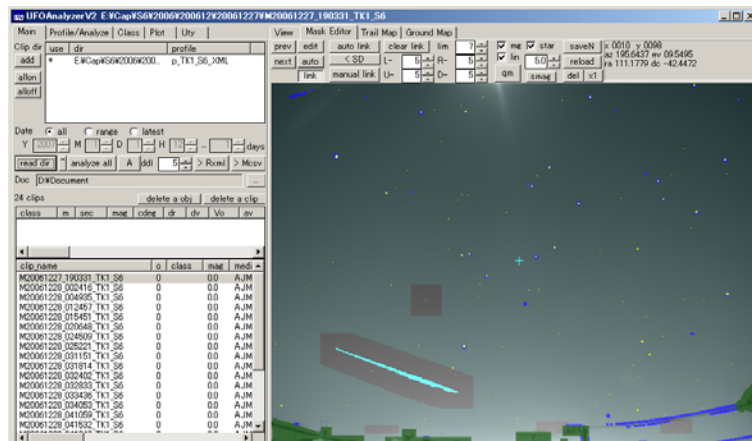 UFOAnalyzerV2 E:¥Cap¥S6¥2006¥200612¥20061227¥M20061227_190331_TK1_S6
Main Profile/Analyze Class Plot Uty
Clip dir use dir profile
add * E:¥Cap¥S6¥2006¥200... p_TK1_S6_XML
allon
alloff
Date all range latest
Y 2007 M 1 D 1 H 12 - 1 days
read dir analyze all A ddl 5 > Rxml > Mcsv
Doc D:¥Document ...
24 clips delete a obj delete a clip
class m sec mag cdeg dr dv Vo av
clip_name o class mag medi
M20061227_190331_TK1_S6 0 0.0 AJM
M20061228_002416_TK1_S6 0 0.0 AJM
M20061228_004935_TK1_S6 0 0.0 AJM
M20061228_012457_TK1_S6 0 0.0 AJM
M20061228_015451_TK1_S6 0 0.0 AJM
M20061228_020648_TK1_S6 0 0.0 AJM
M20061228_024509_TK1_S6 0 0.0 AJM
M20061228_025221_TK1_S6 0 0.0 AJM
M20061228_031151_TK1_S6 0 0.0 AJM
M20061228_031814_TK1_S6 0 0.0 AJM
M20061228_032402_TK1_S6 0 0.0 AJM
M20061228_032833_TK1_S6 0 0.0 AJM
M20061228_033436_TK1_S6 0 0.0 AJM
M20061228_034053_TK1_S6 0 0.0 AJM
M20061228_041059_TK1_S6 0 0.0 AJM
M20061228_041532_TK1_S6 0 0.0 AJM
View Mask Editor Trail Map Ground Map
prev edit auto link clear link lim 7 mg star saveN x 0010 y 0098
next auto < SD L- 5 R- 5 lin 5.0 reload az 195.6437 ev 09.5495
link manual link U- 5 D- 5 qm smag del x1 ra 111.1779 dc -42.4472